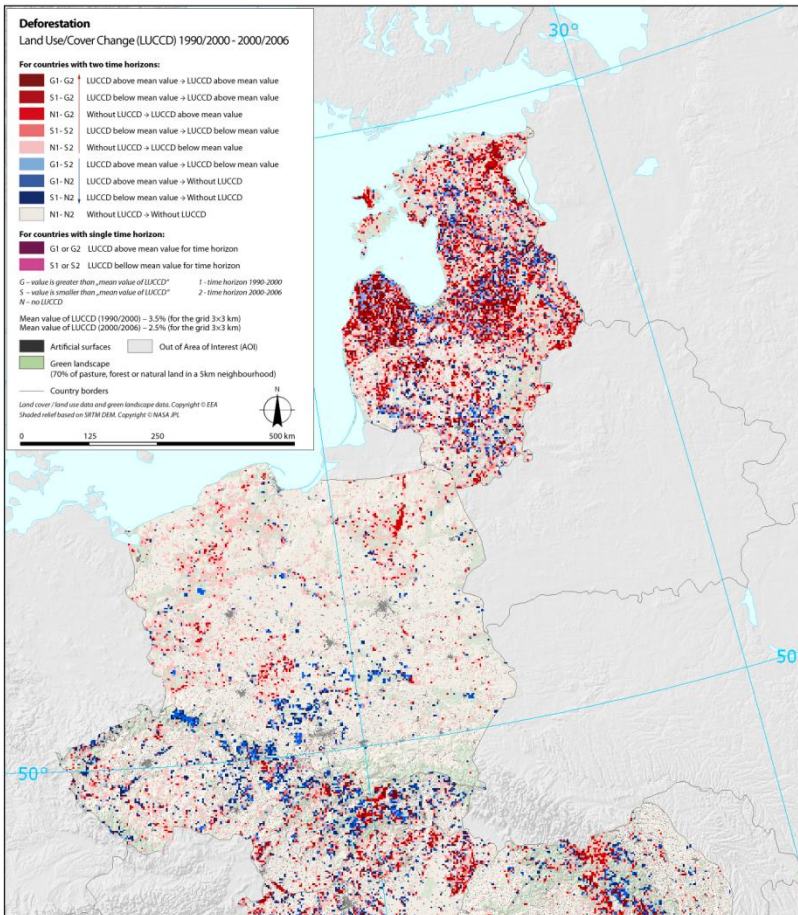 Deforestation
Land Use/Cover Change (LUCCD) 1990/2000 - 2000/2006
For countries with two time horizons:
G1- G2 LUCCD above mean value → LUCCD above mean value
S1- G2 LUCCD below mean value → LUCCD above mean value
N1- G2 Without LUCCD → LUCCD above mean value
S1- S2 LUCCD below mean value → LUCCD below mean value
N1- S2 Without LUCCD → LUCCD below mean value
G1- S2 LUCCD above mean value → LUCCD below mean value
G1- N2 LUCCD above mean value → Without LUCCD
S1- N2 LUCCD below mean value → Without LUCCD
N1- N2 Without LUCCD → Without LUCCD
For countries with single time horizon:
G1 or G2 LUCCD above mean value for time horizon
S1 or S2 LUCCD bellow mean value for time horizon
G – value is greater than „mean value of LUCCD" 1 - time horizon 1990-2000
S – value is smaller than „mean value of LUCCD" 2 - time horizon 2000-2006
N – no LUCCD
Mean value of LUCCD (1990/2000) – 3.5% (for the grid 3×3 km)
Mean value of LUCCD (2000/2006) – 2.5% (for the grid 3×3 km)
Artificial surfaces Out of Area of Interest (AOI)
Green landscape
(70% of pasture, forest or natural land in a 5km neighbourhood)
Country borders
Land cover / land use data and green landscape data. Copyright © EEA
Shaded relief based on SRTM DEM. Copyright © NASA JPL
N
0 125 250 500 km
30°
50°
50°